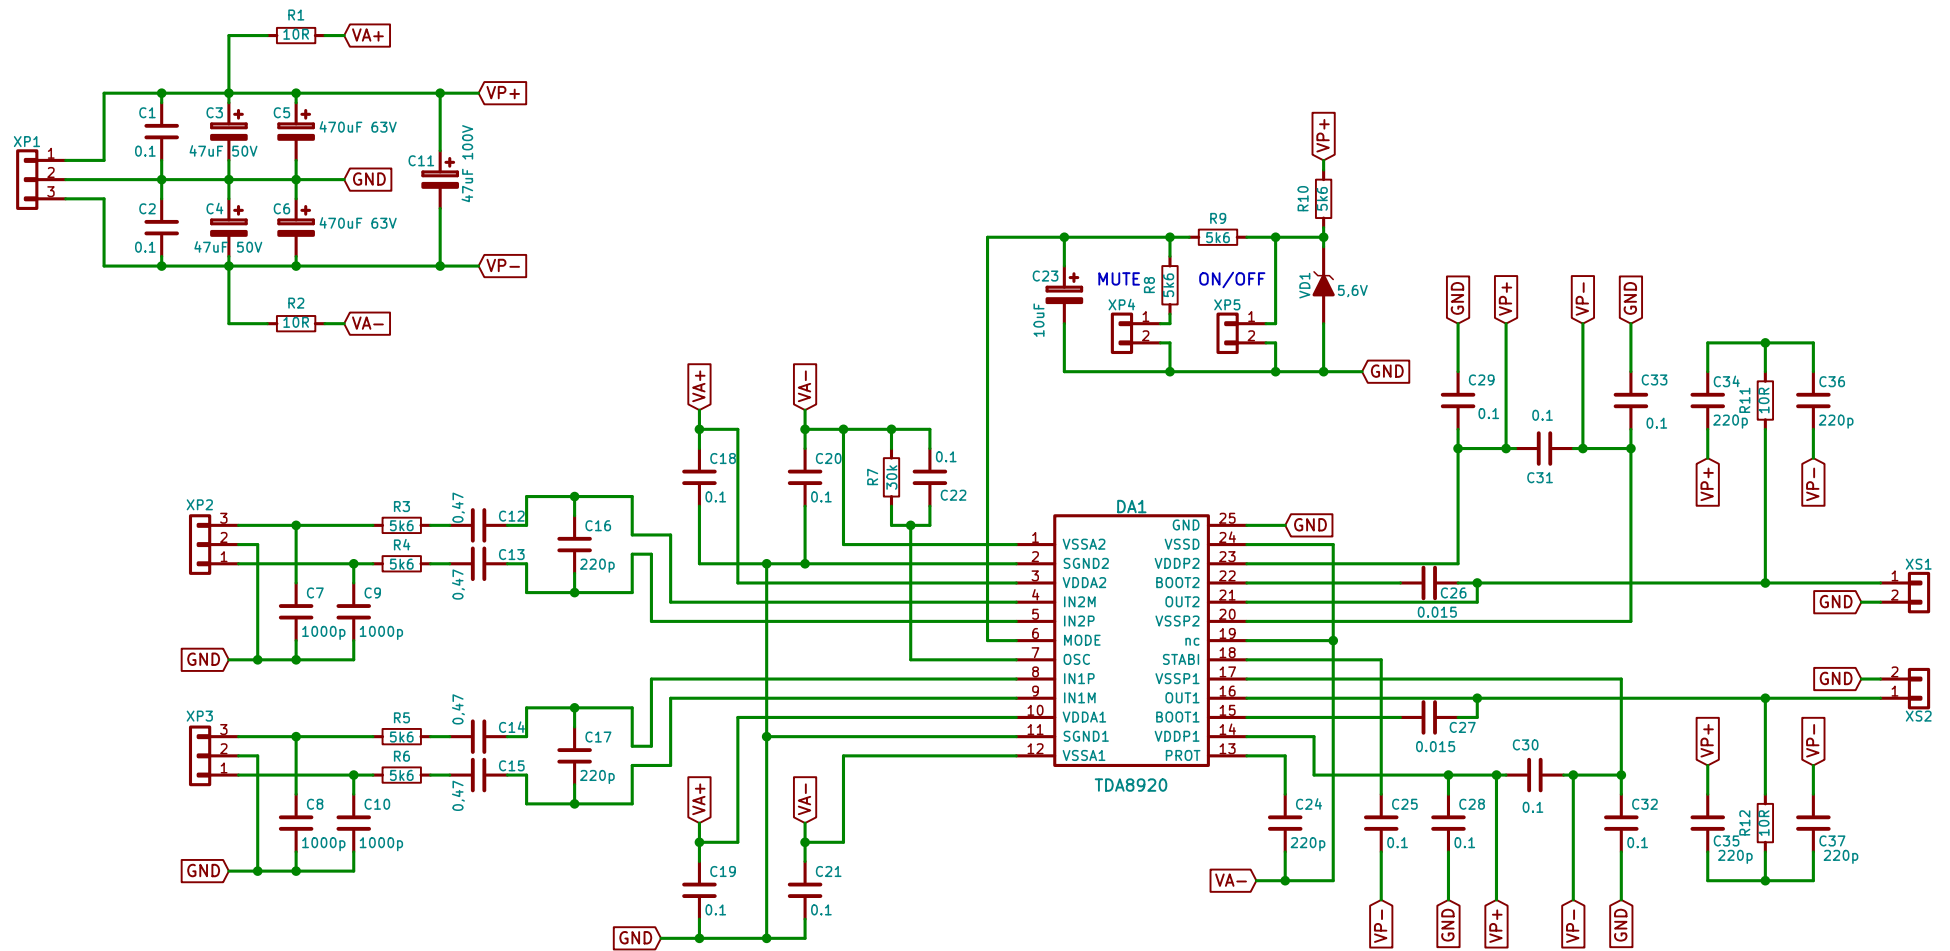 R1
10R
VA+
VP+
C1
0.1
C3
47uF 50V
C5
470uF 63V
C11
47uF 100V
XP1
1
2
3
GND
C2
0.1
C4
47uF 50V
C6
470uF 63V
VP-
R2
10R
VA-
VP+
R10
5k6
R9
5k6
C23
10uF
MUTE
R8
5k6
XP4
1
2
ON/OFF
XP5
1
2
VD1
5,6V
GND
GND
VP+
VP-
GND
C29
0.1
0.1
C31
C33
0.1
C34
220p
R11
10R
C36
220p
VP+
VP-
VA+
VA-
C18
0.1
C20
0.1
R7
30k
0.1
C22
XP2
3
2
1
R3
5k6
R4
5k6
0,47
C12
C13
0,47
C16
220p
C7
1000p
C9
1000p
GND
XP3
3
2
1
R5
5k6
R6
5k6
0,47
C14
C15
0,47
C17
220p
C8
1000p
C10
1000p
GND
VA+
VA-
C19
0.1
C21
0.1
GND
DA1
1 VSSA2
2 SGND2
3 VDDA2
4 IN2M
5 IN2P
6 MODE
7 OSC
8 IN1P
9 IN1M
10 VDDA1
11 SGND1
12 VSSA1
GND 25
VSSD 24
VDDP2 23
BOOT2 22
OUT2 21
VSSP2 20
nc 19
STABI 18
VSSP1 17
OUT1 16
BOOT1 15
VDDP1 14
PROT 13
TDA8920
GND
C26
0.015
XS1
1
2
GND
GND
2
1
XS2
C27
0.015
C30
0.1
C24
220p
C25
0.1
C28
0.1
C32
0.1
VA-
VP-
GND
VP+
VP-
GND
VP+
VP-
C35
220p
R12
10R
C37
220p